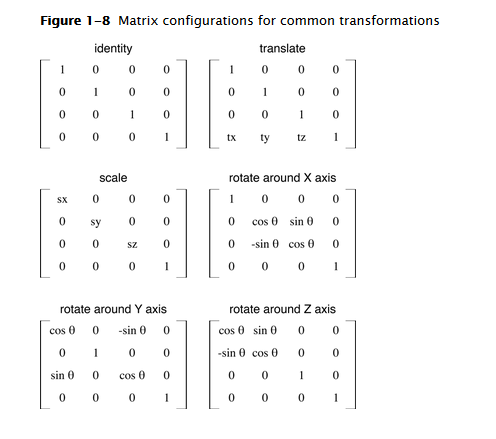 Figure 1–8 Matrix configurations for common transformations
identity
1 0 0 0
0 1 0 0
0 0 1 0
0 0 0 1
translate
1 0 0 0
0 1 0 0
0 0 1 0
tx ty tz 1
scale
sx 0 0 0
0 sy 0 0
0 0 sz 0
0 0 0 1
rotate around X axis
1 0 0 0
0 cos θ sin θ 0
0 -sin θ cos θ 0
0 0 0 1
rotate around Y axis
cos θ 0 -sin θ 0
0 1 0 0
sin θ 0 cos θ 0
0 0 0 1
rotate around Z axis
cos θ sin θ 0 0
-sin θ cos θ 0 0
0 0 1 0
0 0 0 1